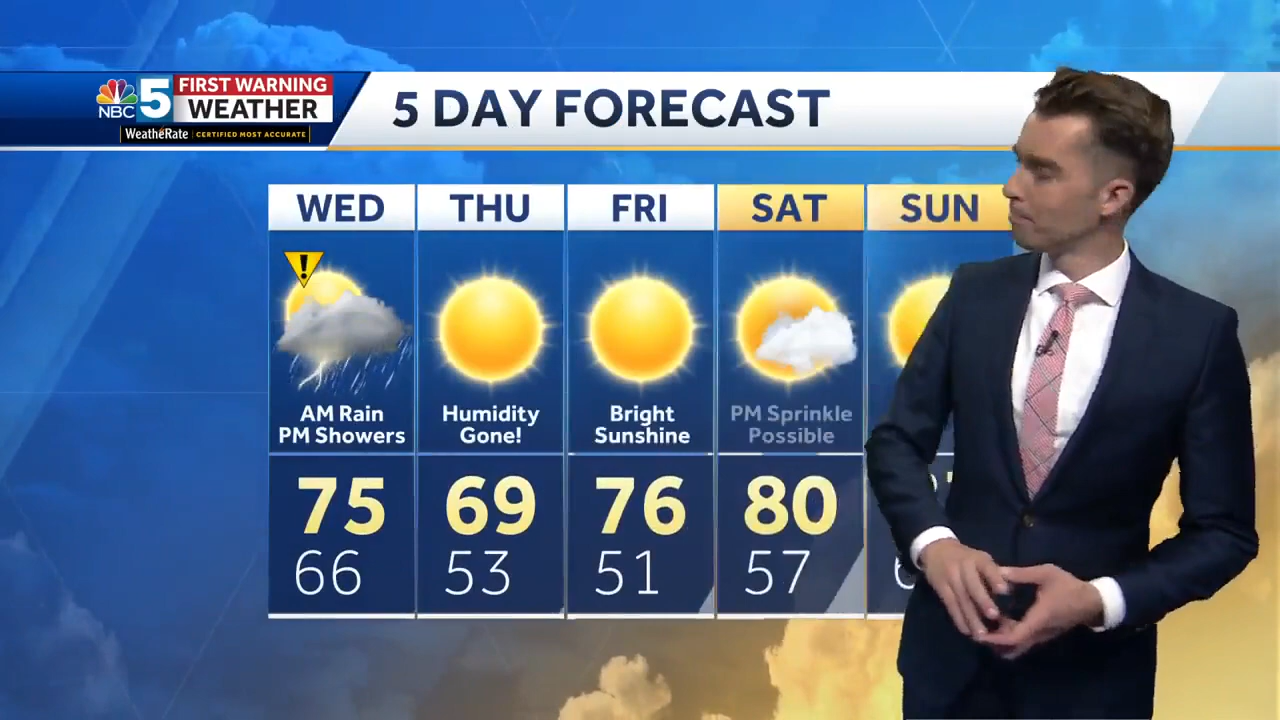 NBC 5 FIRST WARNING
WEATHER
WeatheRate CERTIFIED MOST ACCURATE
5 DAY FORECAST
WED THU FRI SAT SUN
!
AM Rain
PM Showers
Humidity
Gone!
Bright
Sunshine
PM Sprinkle
Possible
75 69 76 80
66 53 51 57